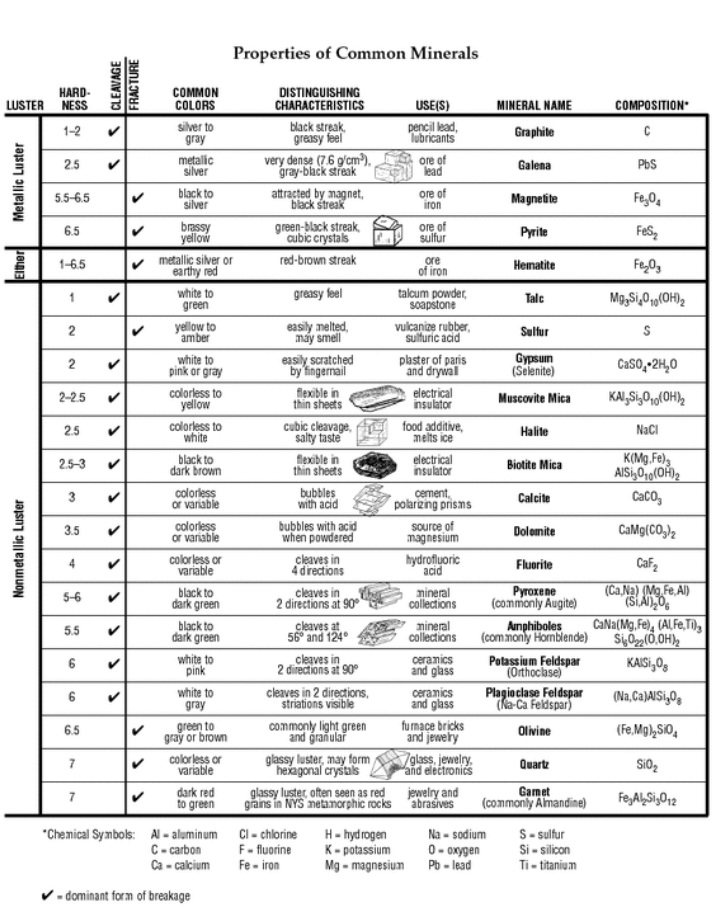 Properties of Common Minerals
LUSTER HARD-NESS CLEAVAGE FRACTURE COMMON COLORS DISTINGUISHING CHARACTERISTICS USE(S) MINERAL NAME COMPOSITION*
Metallic Luster
1–2 ✔ silver to gray black streak, greasy feel pencil lead, lubricants Graphite C
2.5 ✔ metallic silver very dense (7.6 g/cm³), gray-black streak ore of lead Galena PbS
5.5–6.5 ✔ black to silver attracted by magnet, black streak ore of iron Magnetite Fe₃O₄
6.5 ✔ brassy yellow green-black streak, cubic crystals ore of sulfur Pyrite FeS₂
Either
1–6.5 ✔ metallic silver or earthy red red-brown streak ore of iron Hematite Fe₂O₃
Nonmetallic Luster
1 ✔ white to green greasy feel talcum powder, soapstone Talc Mg₃Si₄O₁₀(OH)₂
2 ✔ yellow to amber easily melted, may smell vulcanize rubber, sulfuric acid Sulfur S
2 ✔ white to pink or gray easily scratched by fingernail plaster of paris and drywall Gypsum (Selenite) CaSO₄•2H₂O
2–2.5 ✔ colorless to yellow flexible in thin sheets electrical insulator Muscovite Mica KAl₃Si₃O₁₀(OH)₂
2.5 ✔ colorless to white cubic cleavage, salty taste food additive, melts ice Halite NaCl
2.5–3 ✔ black to dark brown flexible in thin sheets electrical insulator Biotite Mica K(Mg,Fe)₃ AlSi₃O₁₀(OH)₂
3 ✔ colorless or variable bubbles with acid cement, polarizing prisms Calcite CaCO₃
3.5 ✔ colorless or variable bubbles with acid when powdered source of magnesium Dolomite CaMg(CO₃)₂
4 ✔ colorless or variable cleaves in 4 directions hydrofluoric acid Fluorite CaF₂
5–6 ✔ black to dark green cleaves in 2 directions at 90° mineral collections Pyroxene (commonly Augite) (Ca,Na) (Mg,Fe,Al) (Si,Al)₂O₆
5.5 ✔ black to dark green cleaves at 56° and 124° mineral collections Amphiboles (commonly Hornblende) CaNa(Mg,Fe)₄ (Al,Fe,Ti)₃ Si₆O₂₂(O,OH)₂
6 ✔ white to pink cleaves in 2 directions at 90° ceramics and glass Potassium Feldspar (Orthoclase) KAlSi₃O₈
6 ✔ white to gray cleaves in 2 directions, striations visible ceramics and glass Plagioclase Feldspar (Na-Ca Feldspar) (Na,Ca)AlSi₃O₈
6.5 ✔ green to gray or brown commonly light green and granular furnace bricks and jewelry Olivine (Fe,Mg)₂SiO₄
7 ✔ colorless or variable glassy luster, may form hexagonal crystals glass, jewelry, and electronics Quartz SiO₂
7 ✔ dark red to green glassy luster, often seen as red grains in NYS metamorphic rocks jewelry and abrasives Garnet (commonly Almandine) Fe₃Al₂Si₃O₁₂
*Chemical Symbols: Al = aluminum Cl = chlorine H = hydrogen Na = sodium S = sulfur
C = carbon F = fluorine K = potassium O = oxygen Si = silicon
Ca = calcium Fe = iron Mg = magnesium Pb = lead Ti = titanium
✔ = dominant form of breakage